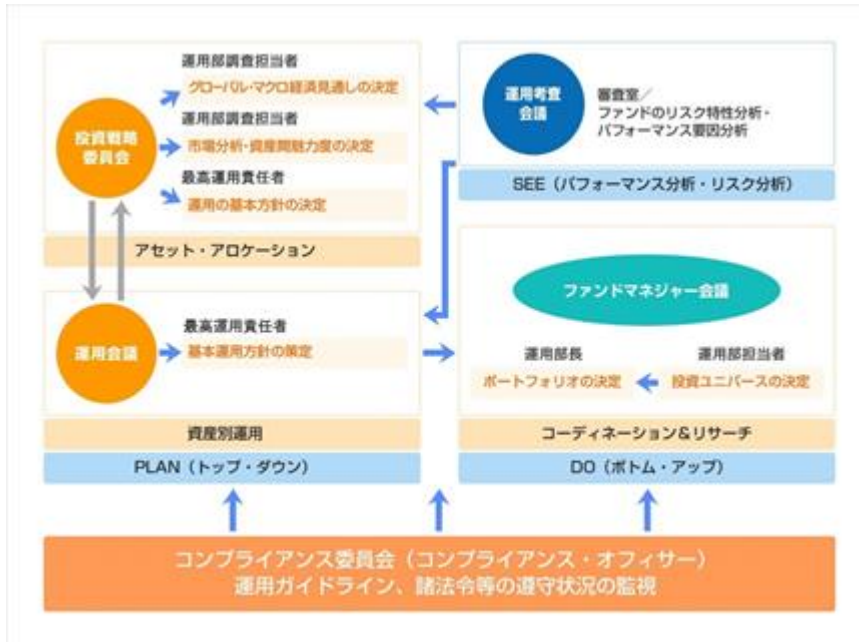 投資戦略
委員会
運用部調査担当者
グローバル・マクロ経済見通しの決定
運用部調査担当者
市場分析・資産間魅力度の決定
最高運用責任者
運用の基本方針の決定
アセット・アロケーション
運用会議
最高運用責任者
基本運用方針の策定
資産別運用
PLAN（トップ・ダウン）
運用考査
会議
審査室／
ファンドのリスク特性分析・
パフォーマンス要因分析
SEE（パフォーマンス分析・リスク分析）
ファンドマネジャー会議
運用部長
ポートフォリオの決定
運用部担当者
投資ユニバースの決定
コーディネーション＆リサーチ
DO（ボトム・アップ）
コンプライアンス委員会（コンプライアンス・オフィサー）
運用ガイドライン、諸法令等の遵守状況の監視